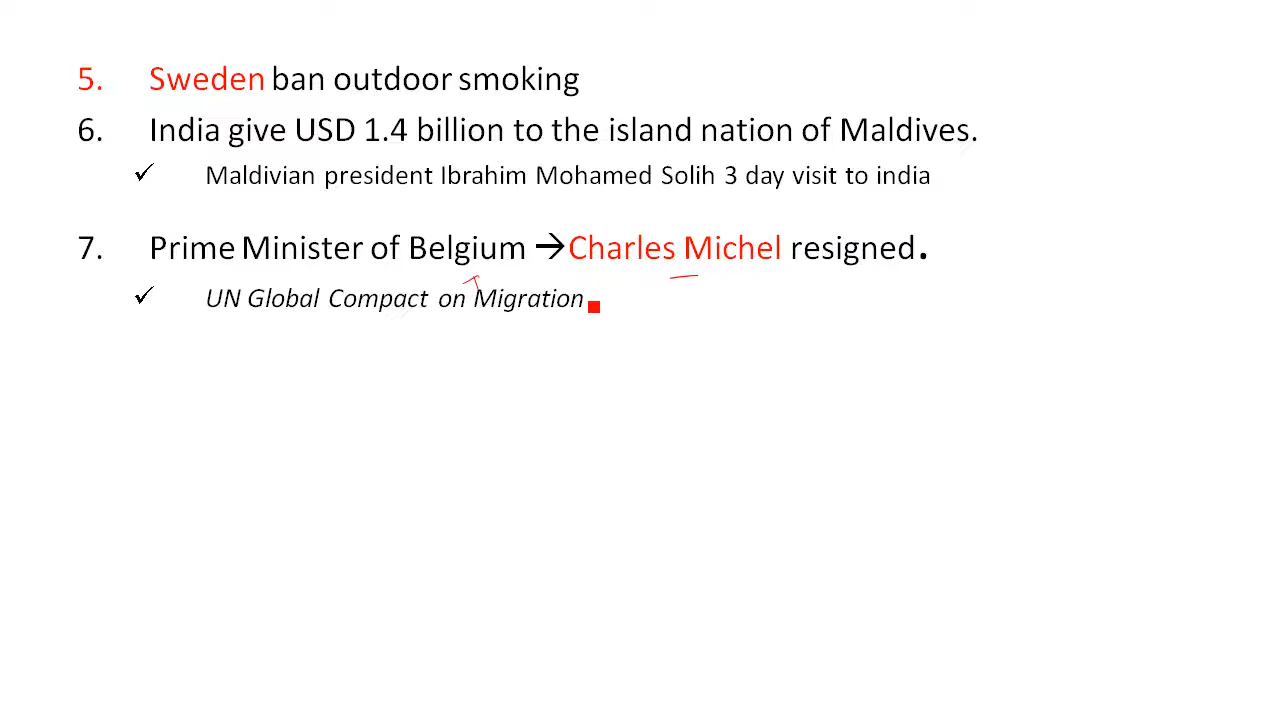 5. Sweden ban outdoor smoking
6. India give USD 1.4 billion to the island nation of Maldives.
✓ Maldivian president Ibrahim Mohamed Solih 3 day visit to india
7. Prime Minister of Belgium →Charles Michel resigned.
✓ UN Global Compact on Migration